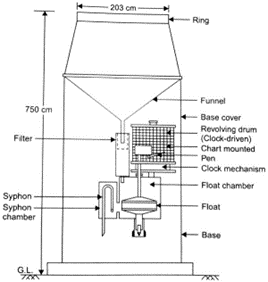 203 cm
Ring
750 cm
Funnel
Base cover
Revolving drum
(Clock-driven)
Filter
Chart mounted
Pen
Clock mechanism
Float chamber
Syphon
Syphon
chamber
Float
Base
G.L.